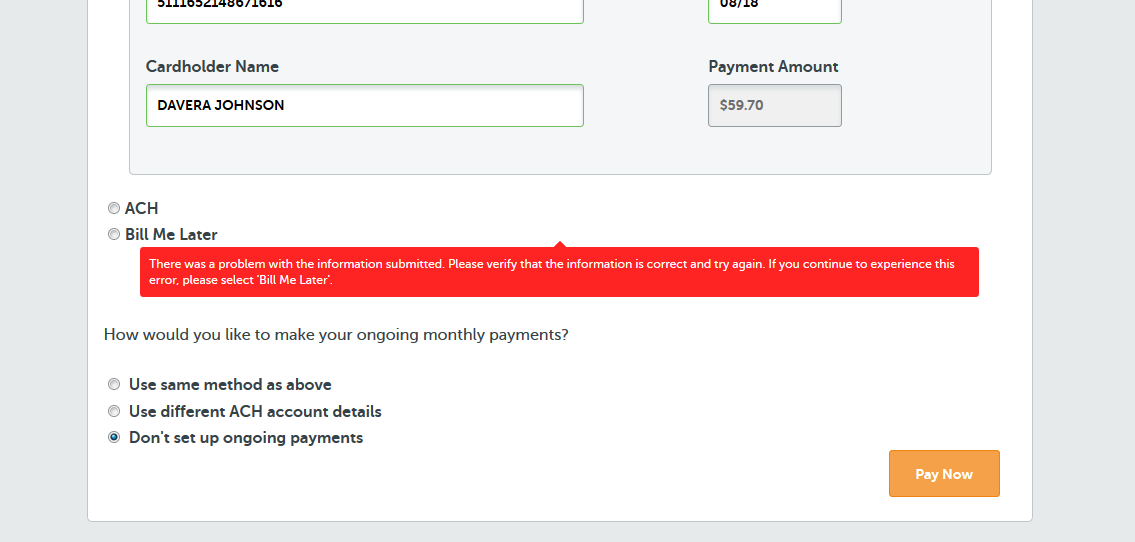 5111652148671616 08/18
Cardholder Name Payment Amount
DAVERA JOHNSON $59.70
ACH
Bill Me Later
There was a problem with the information submitted. Please verify that the information is correct and try again. If you continue to experience this
error, please select 'Bill Me Later'.
How would you like to make your ongoing monthly payments?
Use same method as above
Use different ACH account details
Don't set up ongoing payments
Pay Now